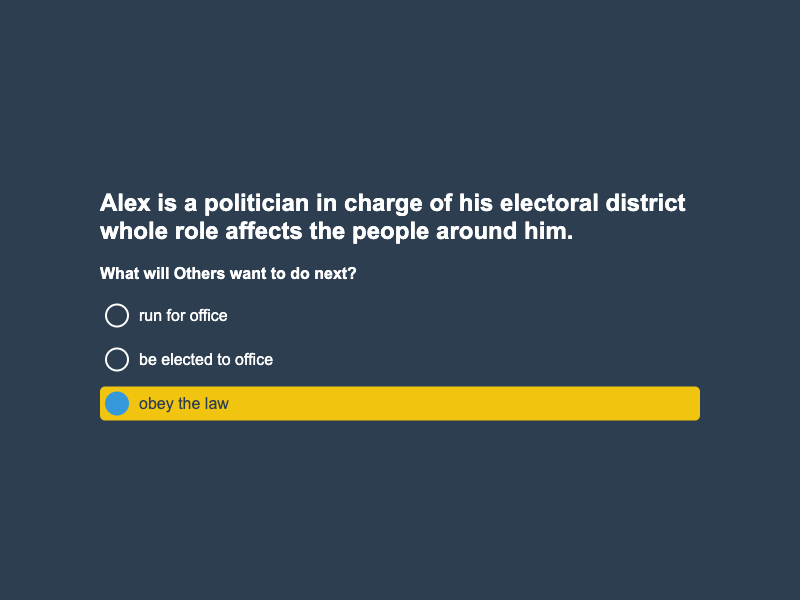 Alex is a politician in charge of his electoral district
whole role affects the people around him.
What will Others want to do next?
run for office
be elected to office
obey the law